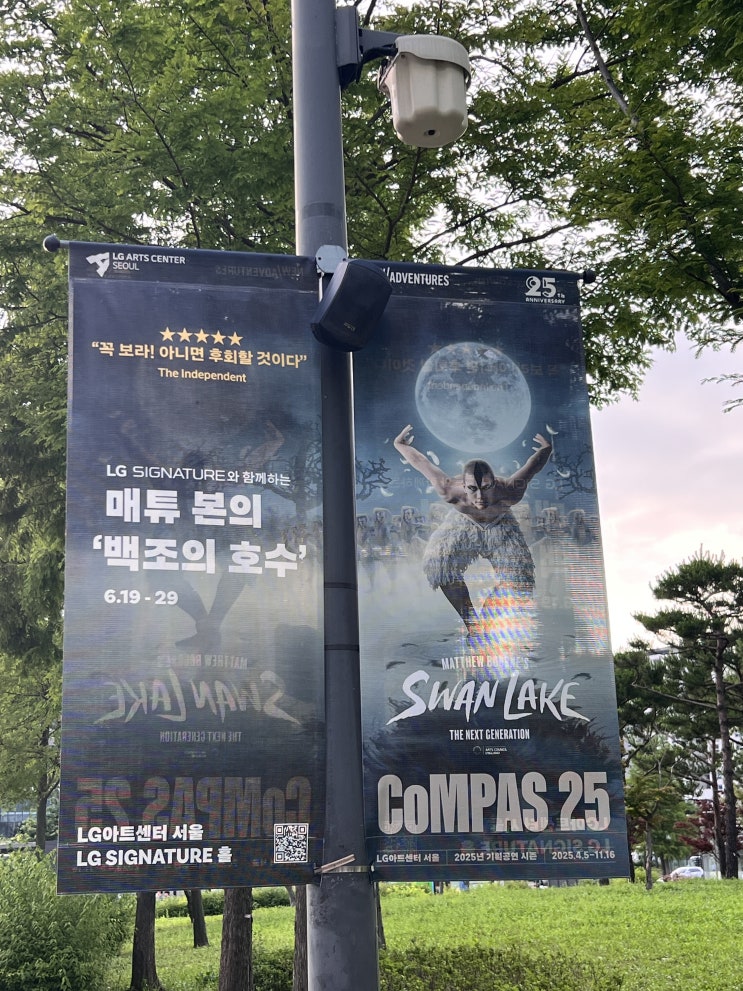 LG ARTS CENTER
SEOUL
★★★★★
“꼭 보라! 아니면 후회할 것이다”
The Independent
LG SIGNATURE와 함께하는
매튜 본의
‘백조의 호수’
6.19 - 29
LG아트센터 서울
LG SIGNATURE 홀
/ADVENTURES
25TH
ANNIVERSARY
MATTHEW BOURNE'S
SWAN LAKE
THE NEXT GENERATION
ARTS COUNCIL
CoMPAS 25
LG아트센터 서울 2025년 기획공연 시즌 2025.4.5–11.16